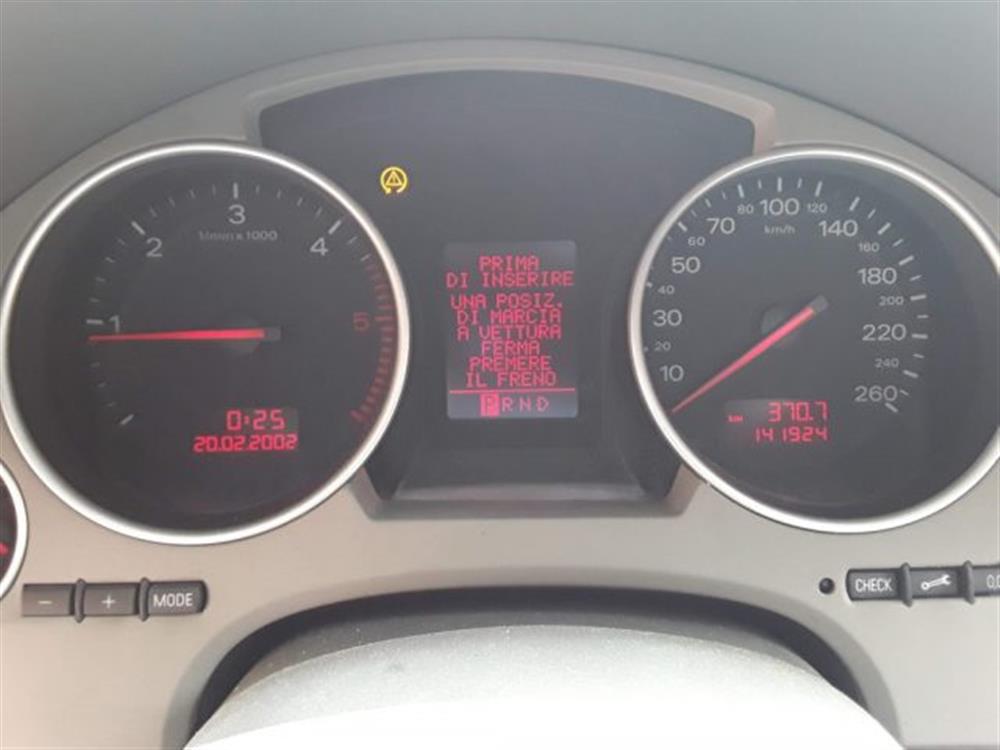 1
2
3
4
5
1/min x 1000
0:25
20.02.2002
PRIMA
DI INSERIRE
UNA POSIZ.
DI MARCIA
A VETTURA
FERMA
PREMERE
IL FRENO
P R N D
10
20
30
40
50
60
70
80
100
120
140
160
180
200
220
240
260
km/h
km 370.7
141924
- + MODE
CHECK 0.0